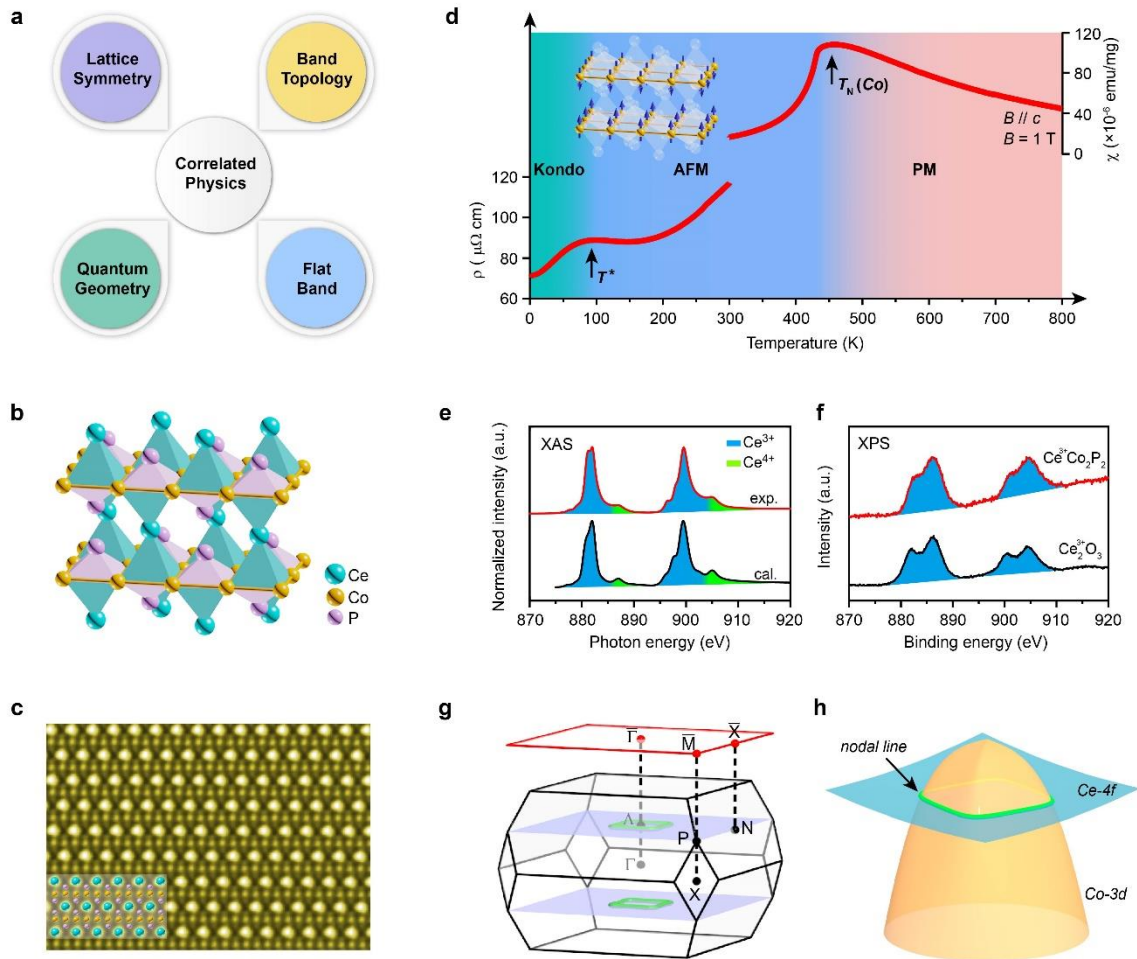 a
Lattice
Symmetry
Band
Topology
Correlated
Physics
Quantum
Geometry
Flat
Band
d
120
80
40
0
χ (×10⁻⁶ emu/mg)
T_N (Co)
B // c
B = 1 T
Kondo
AFM
PM
120
100
80
60
ρ ( μΩ cm)
T*
0 100 200 300 400 500 600 700 800
Temperature (K)
b
Ce
Co
P
e
XAS
Ce³⁺
Ce⁴⁺
exp.
cal.
Normalized intensity (a.u.)
870 880 890 900 910 920
Photon energy (eV)
f
XPS
Ce³⁺Co₂P₂
Ce₂³⁺O₃
Intensity (a.u.)
870 880 890 900 910 920
Binding energy (eV)
c
g
Γ̅
M̅
X̅
Λ
N
P
Γ
X
h
nodal line
Ce-4f
Co-3d